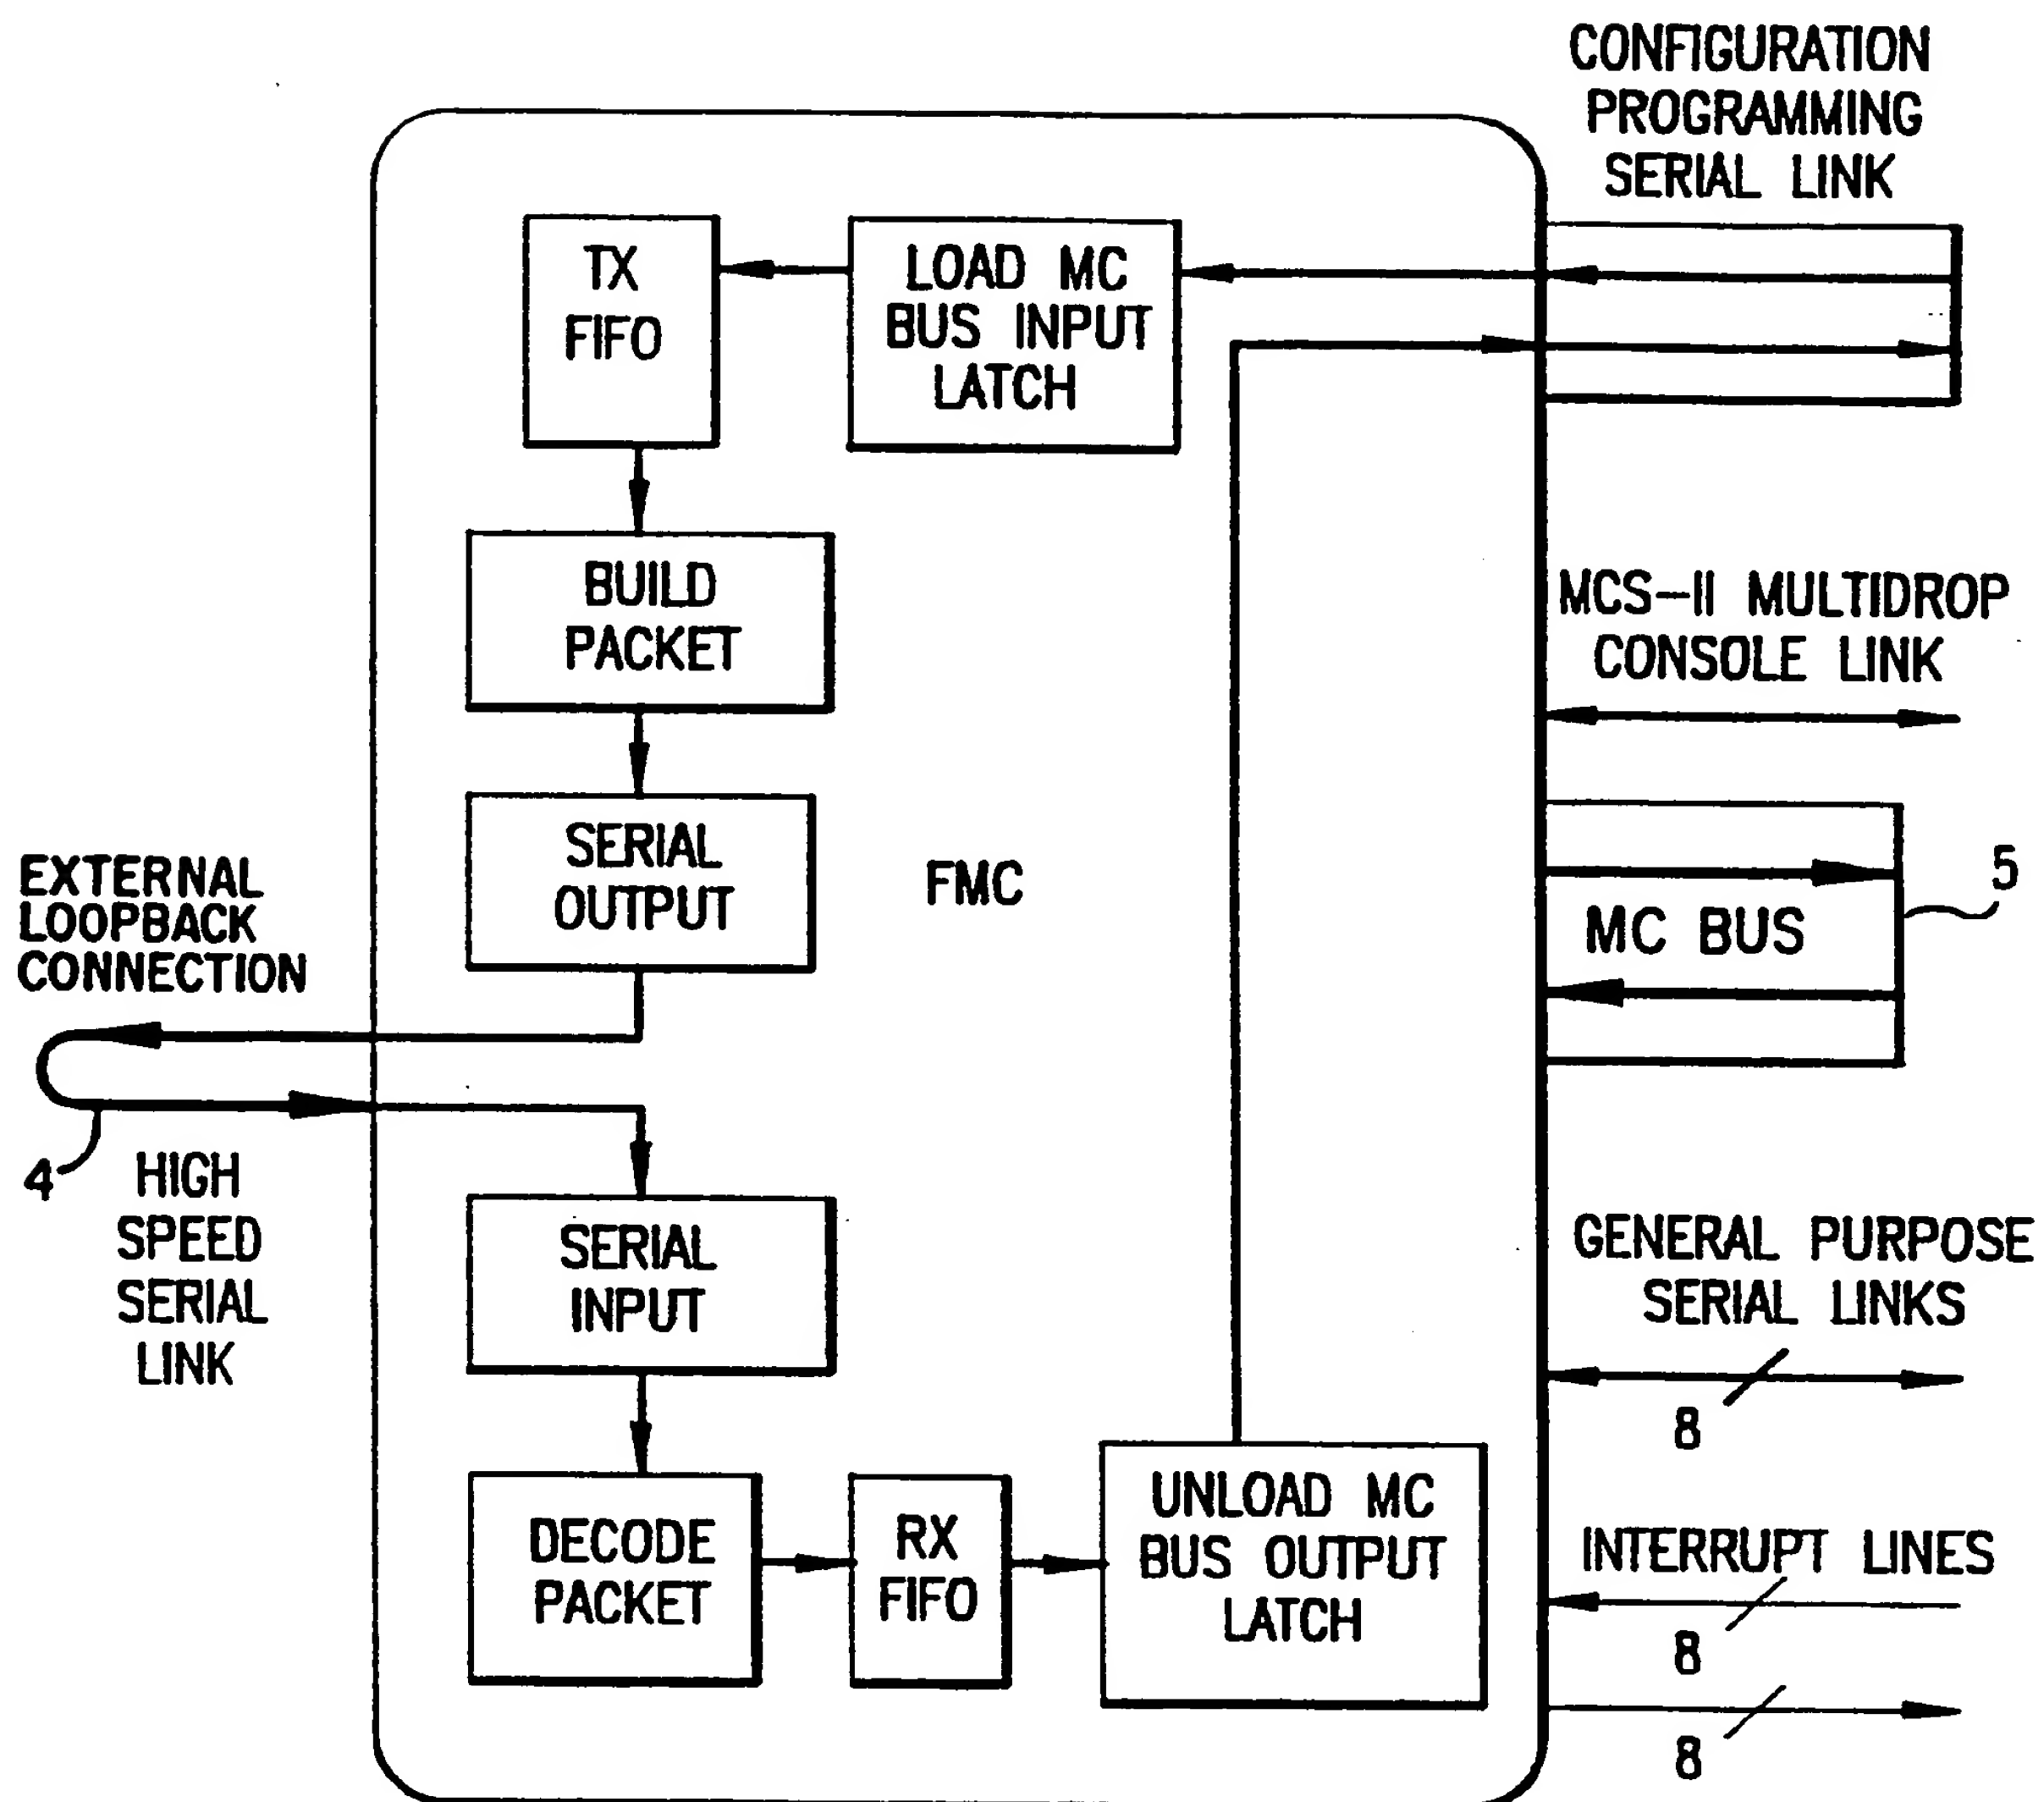 CONFIGURATION
PROGRAMMING
SERIAL LINK
TX
FIFO
LOAD MC
BUS INPUT
LATCH
BUILD
PACKET
MCS-II MULTIDROP
CONSOLE LINK
SERIAL
OUTPUT
FMC
EXTERNAL
LOOPBACK
CONNECTION
MC BUS
5
4
HIGH
SPEED
SERIAL
LINK
SERIAL
INPUT
GENERAL PURPOSE
SERIAL LINKS
8
DECODE
PACKET
RX
FIFO
UNLOAD MC
BUS OUTPUT
LATCH
INTERRUPT LINES
8
8